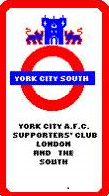 YORK CITY SOUTH
YORK CITY A.F.C.
SUPPORTERS' CLUB
LONDON
AND THE
SOUTH